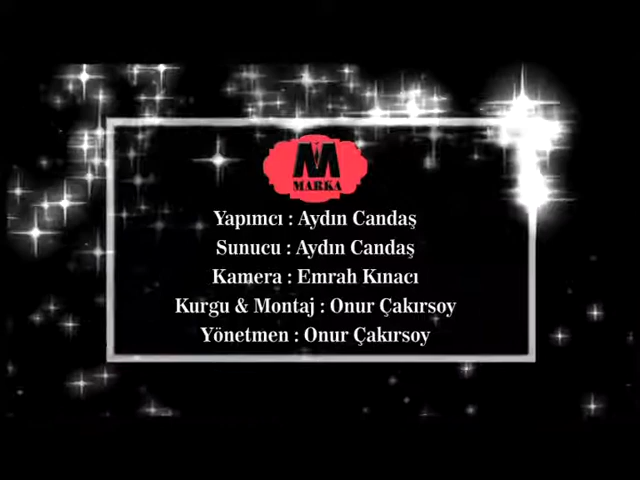 M
MARKA
Yapımcı : Aydın Candaş
Sunucu : Aydın Candaş
Kamera : Emrah Kınacı
Kurgu & Montaj : Onur Çakırsoy
Yönetmen : Onur Çakırsoy